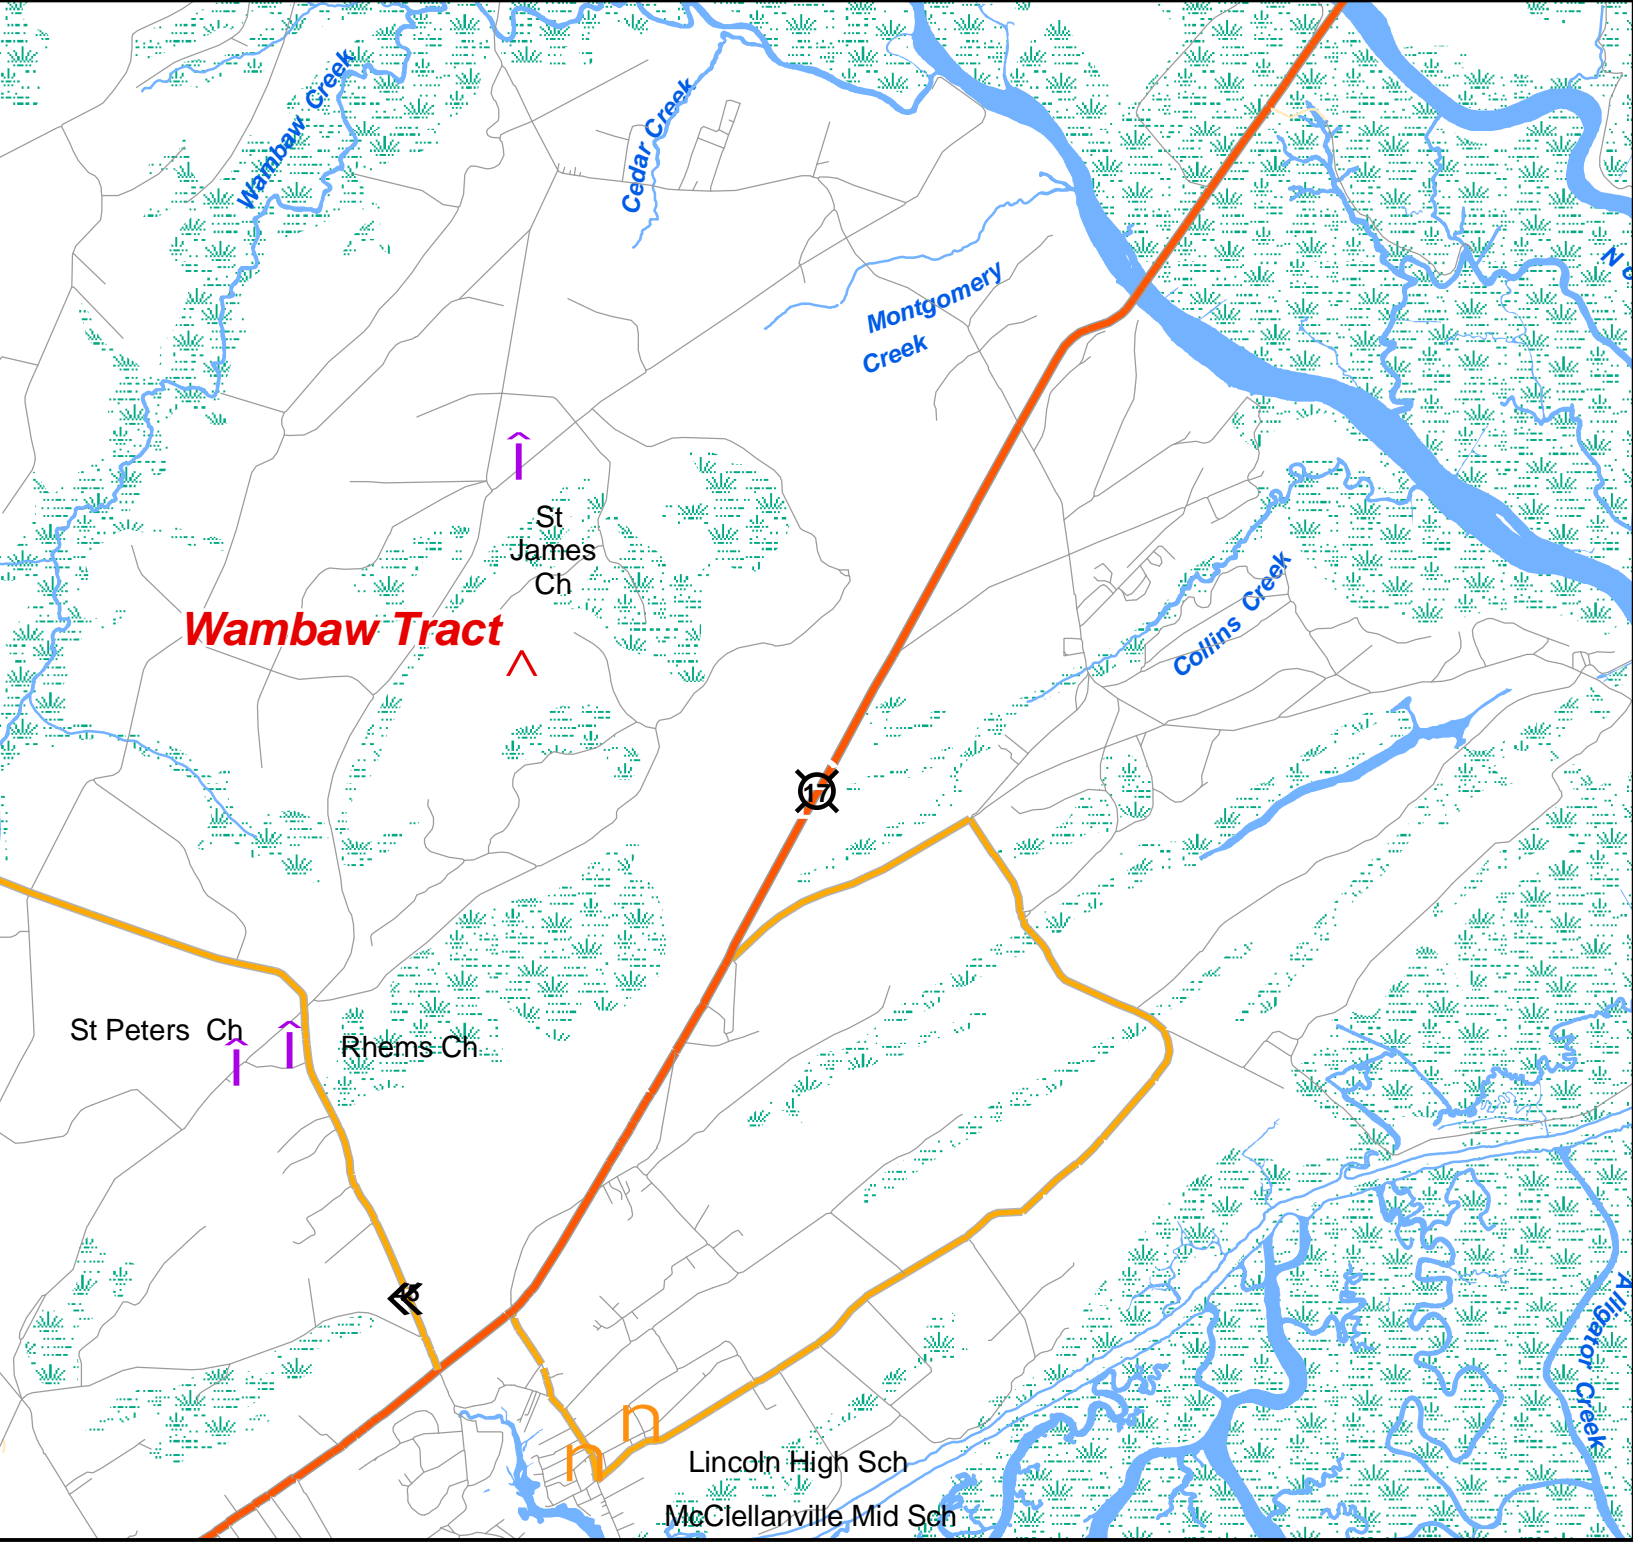 Wambaw Creek
Cedar Creek
Montgomery
Creek
St
James
Ch
Wambaw Tract
Collins Creek
17
St Peters Ch
Rhems Ch
Alligator Creek
Lincoln High Sch
McClellanville Mid Sch